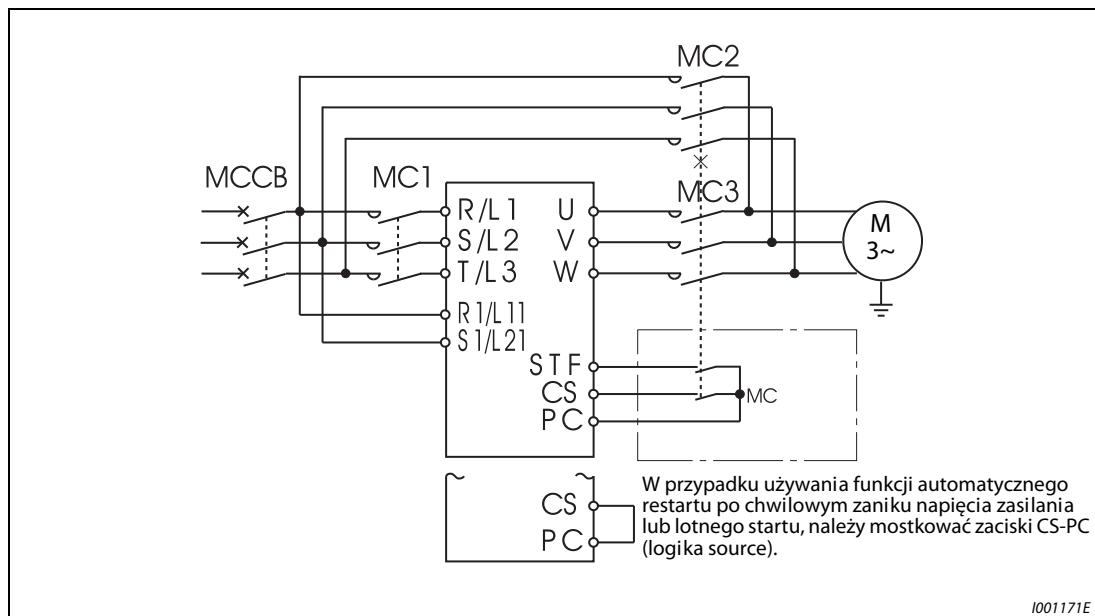 MC2
MCCB
MC1
MC3
R/L1
U
S/L2
V
T/L3
W
M
3~
R1/L11
S1/L21
STF
CS
PC
MC
CS
PC
W przypadku używania funkcji automatycznego
restartu po chwilowym zaniku napięcia zasilania
lub lotnego startu, należy mostkować zaciski CS-PC
(logika source).
I001171E